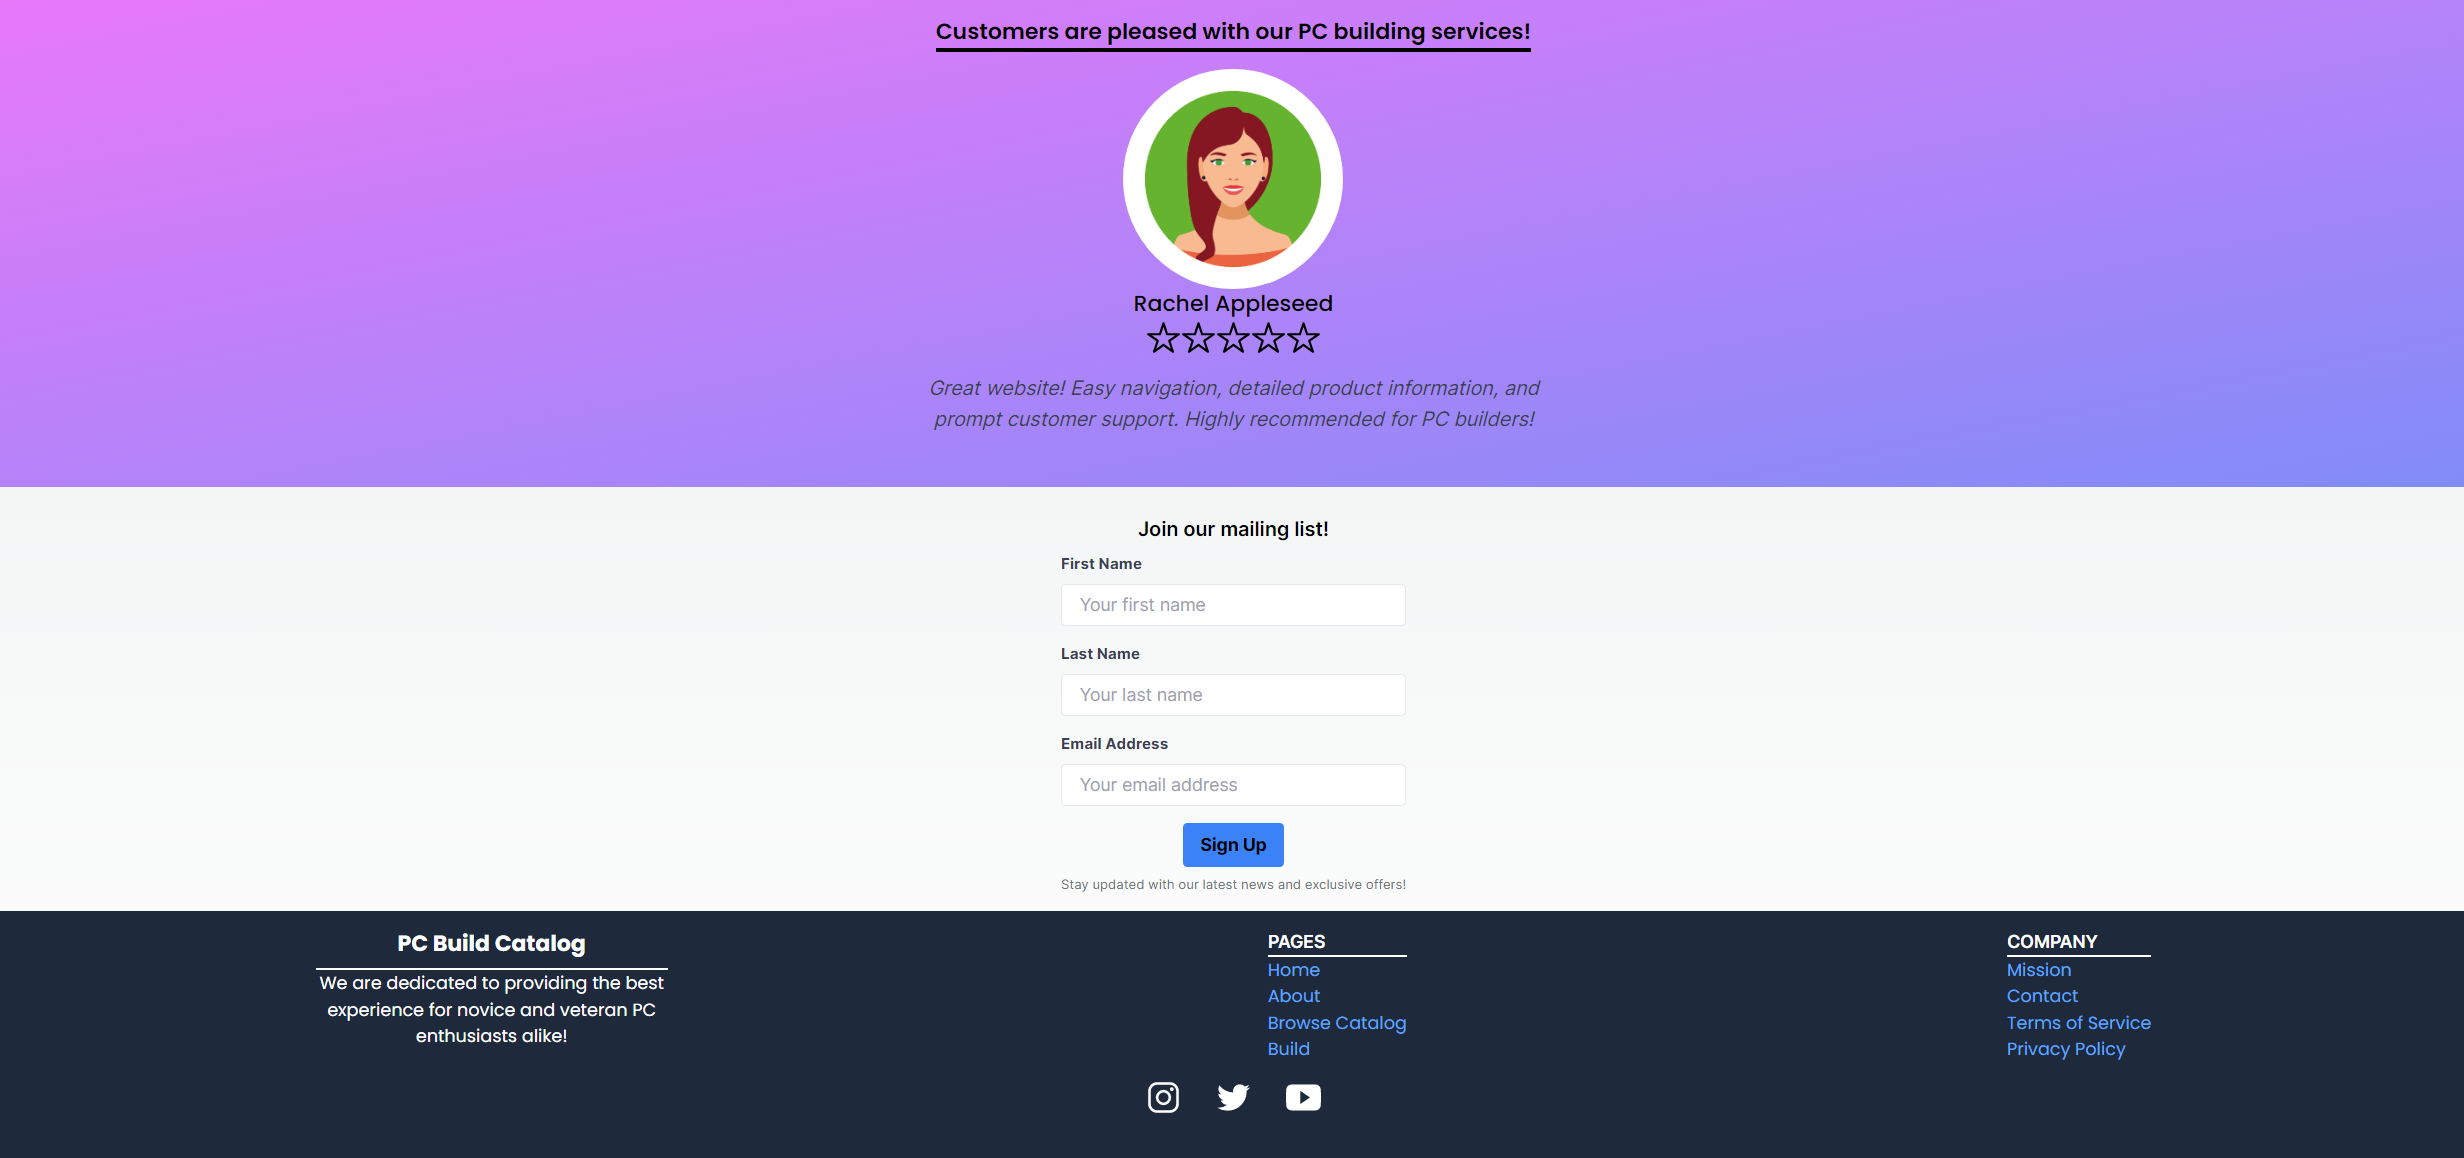 Customers are pleased with our PC building services!
Rachel Appleseed
Great website! Easy navigation, detailed product information, and
prompt customer support. Highly recommended for PC builders!
Join our mailing list!
First Name
Your first name
Last Name
Your last name
Email Address
Your email address
Sign Up
Stay updated with our latest news and exclusive offers!
PC Build Catalog
We are dedicated to providing the best
experience for novice and veteran PC
enthusiasts alike!
PAGES
Home
About
Browse Catalog
Build
COMPANY
Mission
Contact
Terms of Service
Privacy Policy